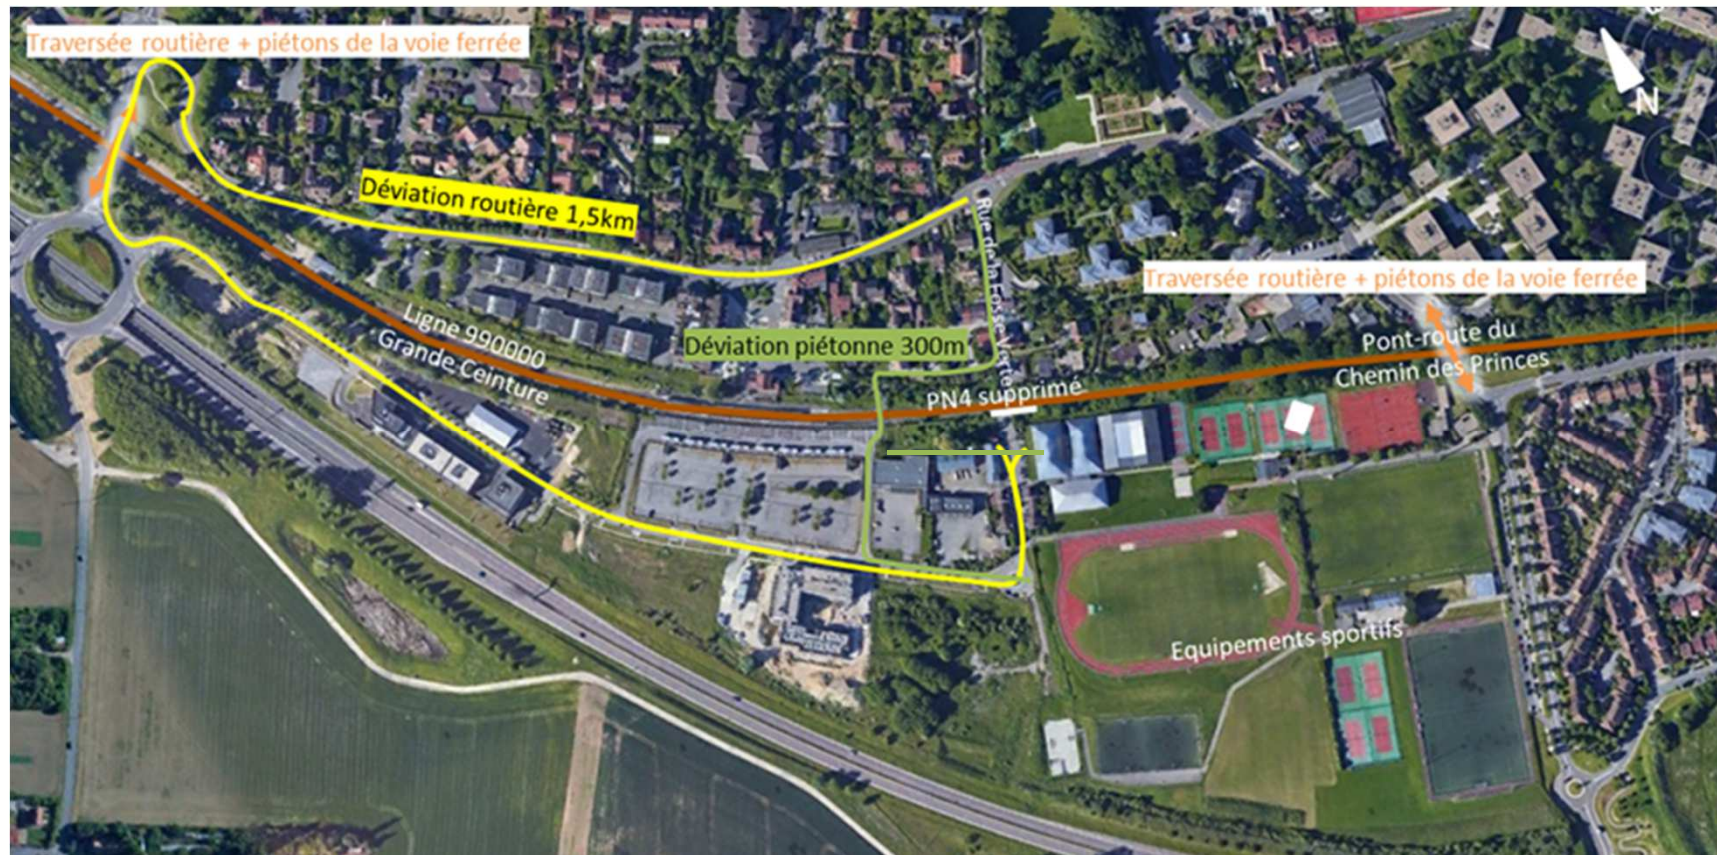 Traversée routière + piétons de la voie ferrée
N
Déviation routière 1,5km
Rue de la Fosse Verte
Traversée routière + piétons de la voie ferrée
Ligne 990000
Grande Ceinture
Déviation piétonne 300m
Pont-route du
Chemin des Princes
PN4 supprimé
Equipements sportifs